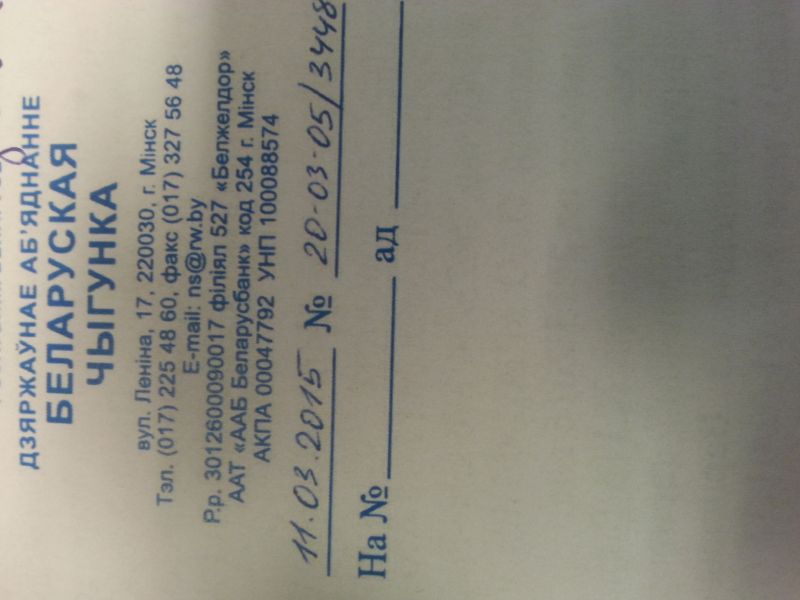 ДЗЯРЖАЎНАЕ АБ'ЯДНАННЕ
БЕЛАРУСКАЯ
ЧЫГУНКА
вул. Леніна, 17, 220030, г. Мінск
Тэл. (017) 225 48 60, факс (017) 327 56 48
E-mail: ns@rw.by
Р.р. 3012600090017 філіял 527 «Белжелдор»
ААТ «ААБ Беларусбанк» код 254 г. Мінск
АКПА 00047792 УНП 100088574
11.03.2015 № 20-03-05/3448
На № ад